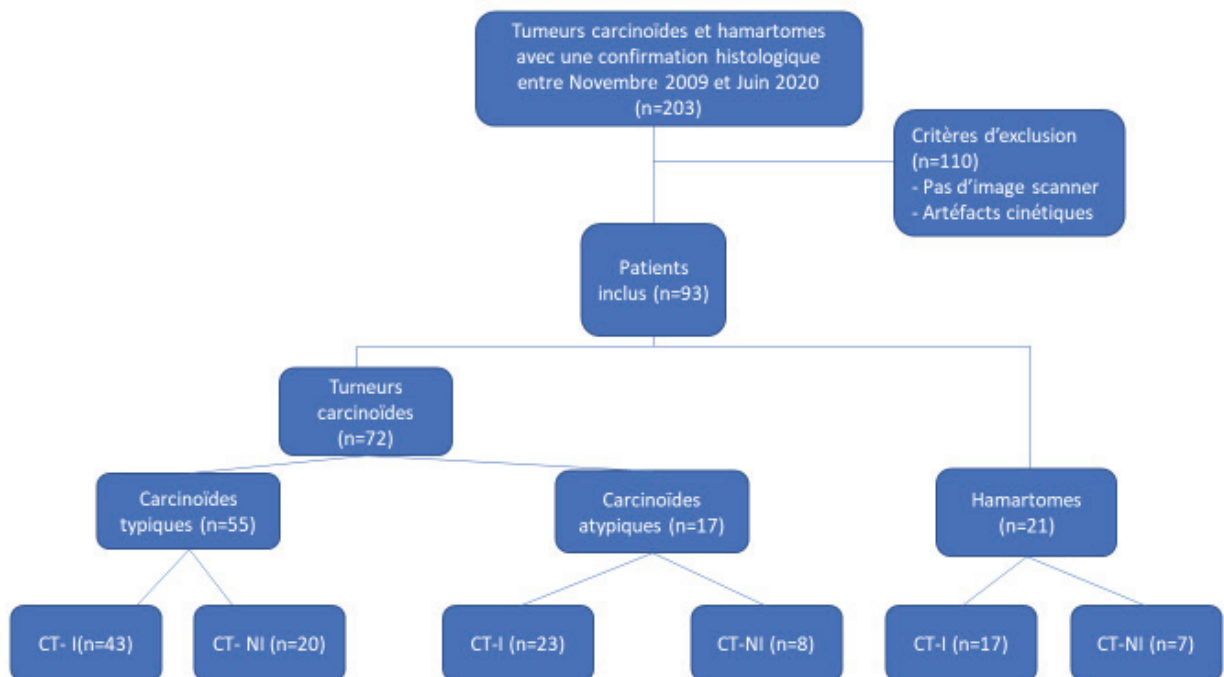 Tumeurs carcinoïdes et hamartomes
avec une confirmation histologique
entre Novembre 2009 et Juin 2020
(n=203)
Critères d'exclusion
(n=110)
- Pas d'image scanner
- Artéfacts cinétiques
Patients
inclus (n=93)
Tumeurs
carcinoïdes
(n=72)
Carcinoïdes
typiques (n=55)
Carcinoïdes
atypiques (n=17)
Hamartomes
(n=21)
CT- I(n=43)
CT- NI (n=20)
CT-I (n=23)
CT-NI (n=8)
CT-I (n=17)
CT-NI (n=7)